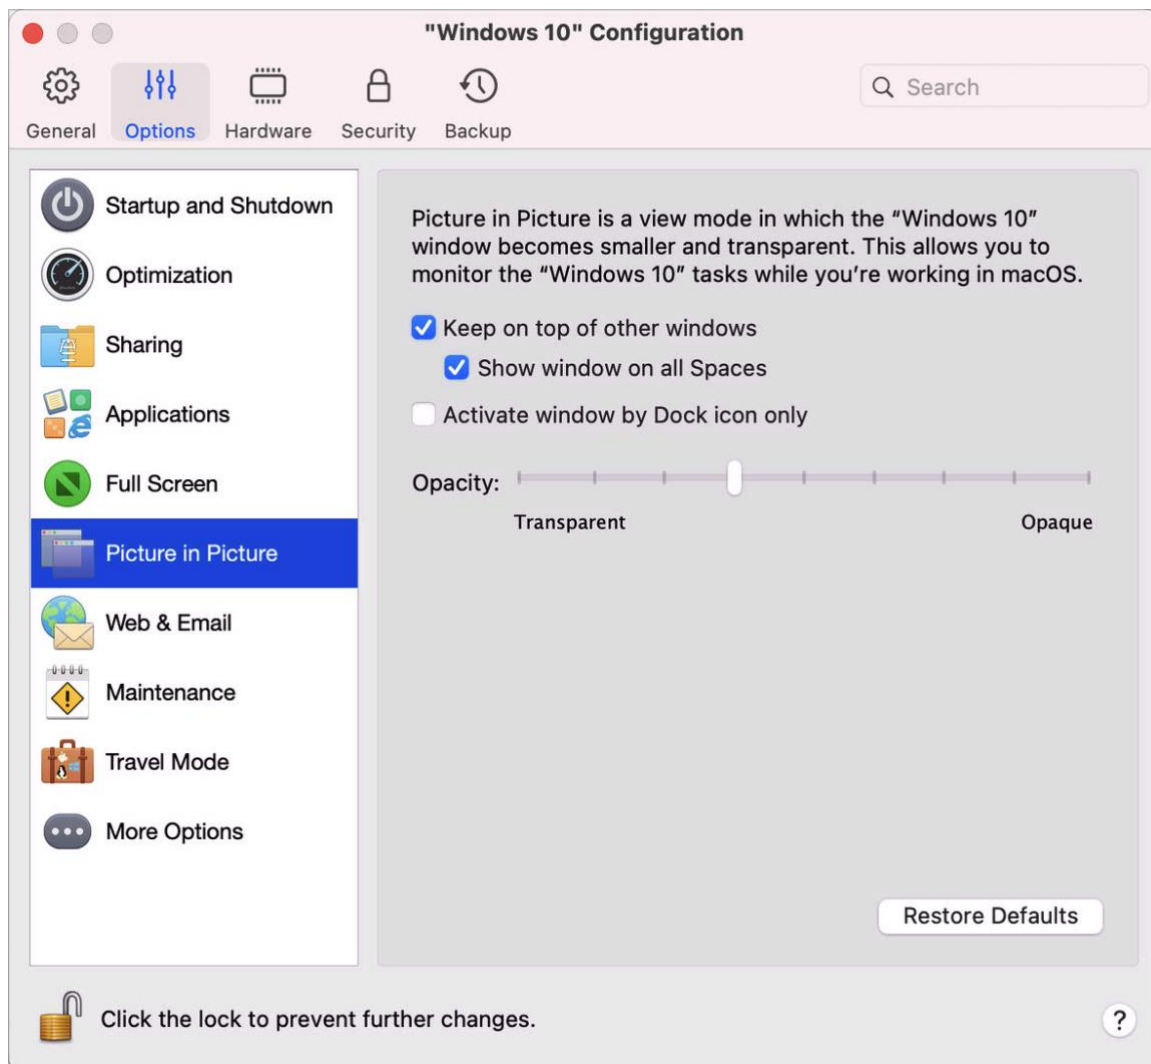 "Windows 10" Configuration
General
Options
Hardware
Security
Backup
Search
Startup and Shutdown
Optimization
Sharing
Applications
Full Screen
Picture in Picture
Web & Email
Maintenance
Travel Mode
More Options
Picture in Picture is a view mode in which the “Windows 10”
window becomes smaller and transparent. This allows you to
monitor the “Windows 10” tasks while you’re working in macOS.
Keep on top of other windows
Show window on all Spaces
Activate window by Dock icon only
Opacity:
Transparent
Opaque
Restore Defaults
Click the lock to prevent further changes.
?